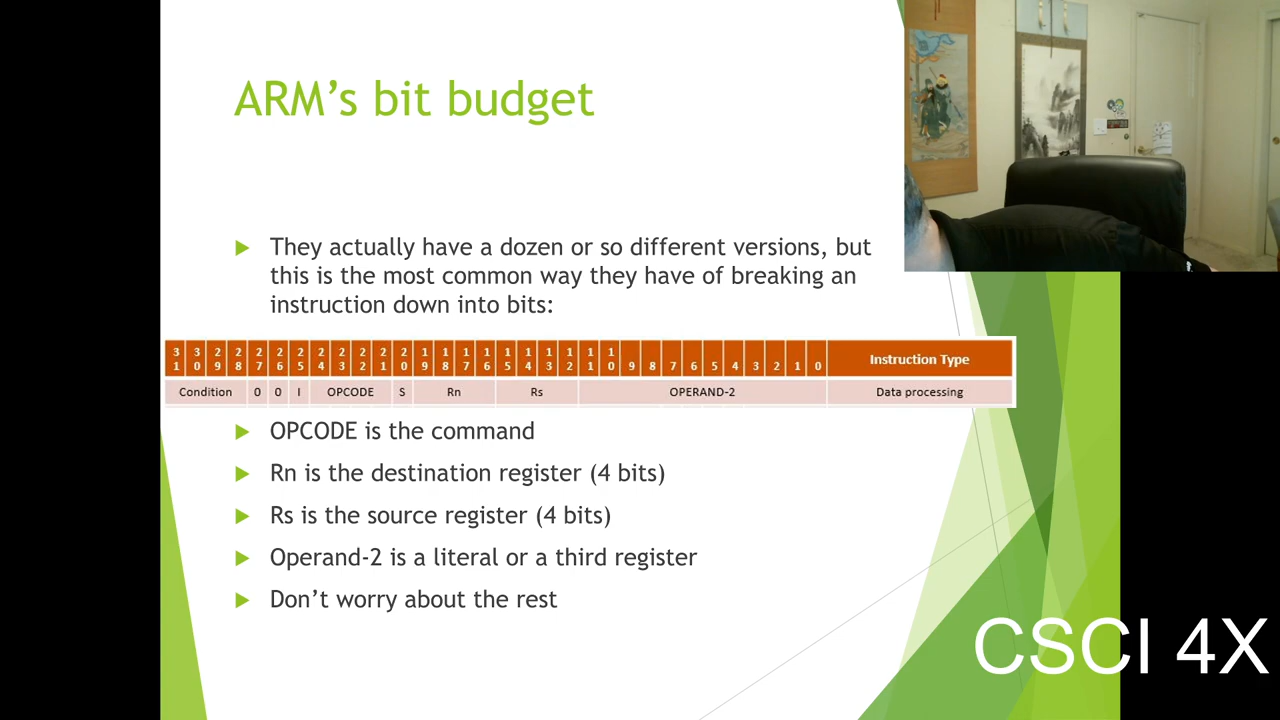 ARM's bit budget
They actually have a dozen or so different versions, but
this is the most common way they have of breaking an
instruction down into bits:
31 30 29 28 27 26 25 24 23 22 21 20 19 18 17 16 15 14 13 12 11 10 9 8 7 6 5 4 3 2 1 0 Instruction Type
Condition 0 0 I OPCODE S Rn Rs OPERAND-2 Data processing
OPCODE is the command
Rn is the destination register (4 bits)
Rs is the source register (4 bits)
Operand-2 is a literal or a third register
Don't worry about the rest
CSCI 4X